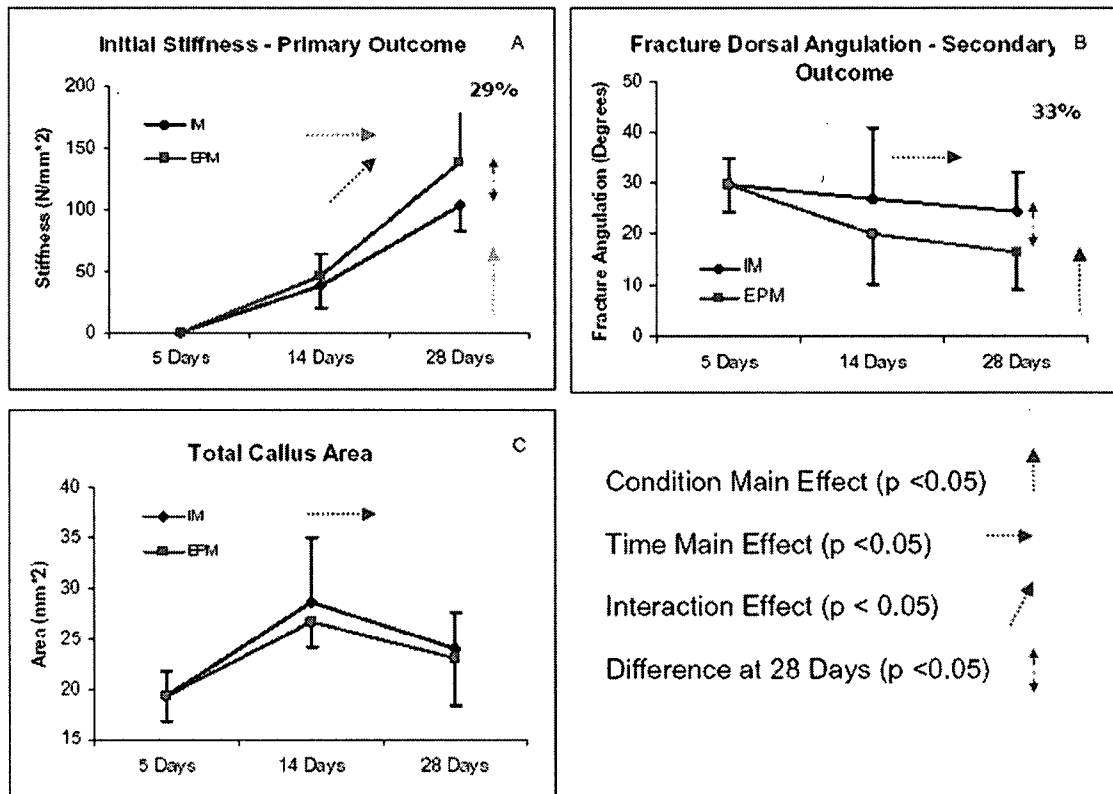 Initial Stiffness - Primary Outcome
A
29%
Stiffness (N/mm^2)
200
150
100
50
0
IM
EPM
5 Days
14 Days
28 Days
Fracture Dorsal Angulation - Secondary
Outcome
B
33%
Fracture Angulation (Degrees)
50
40
30
20
10
0
IM
EPM
5 Days
14 Days
28 Days
Total Callus Area
C
Area (mm^2)
40
35
30
25
20
15
IM
EPM
5 Days
14 Days
28 Days
Condition Main Effect (p <0.05)
Time Main Effect (p <0.05)
Interaction Effect (p < 0.05)
Difference at 28 Days (p <0.05)